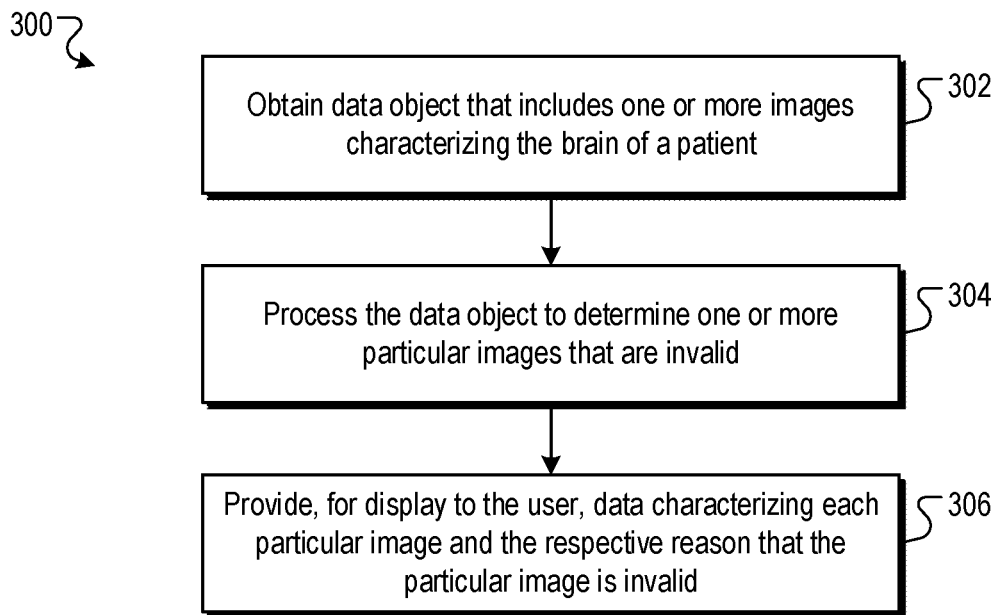 300
Obtain data object that includes one or more images
characterizing the brain of a patient
302
Process the data object to determine one or more
particular images that are invalid
304
Provide, for display to the user, data characterizing each
particular image and the respective reason that the
particular image is invalid
306